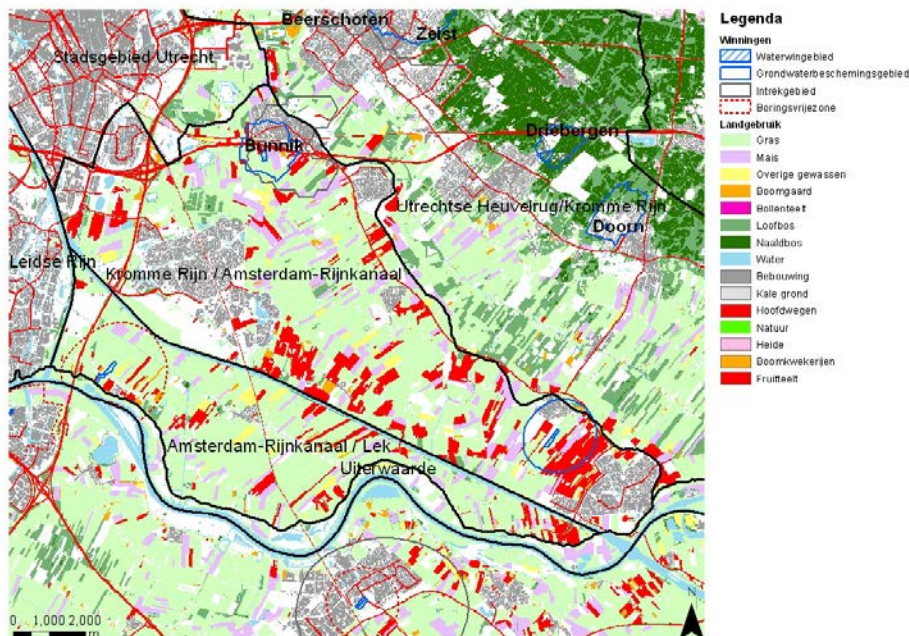 Beerschoten
Zeist
Stadsgebied Utrecht
Bunnik
Driebergen
Utrechtse Heuvelrug/Kromme Rijn
Doorn
Leidse Rijn
Kromme Rijn / Amsterdam-Rijnkanaal
Amsterdam-Rijnkanaal / Lek
Uiterwaarde
0 1,000 2,000
m
N
Legenda
Winningen
Waterwingebied
Grondwaterbeschemingsgebied
Intrekgebied
Boringsvrijezone
Landgebruik
Gras
Mais
Overige gewassen
Boomgaard
Bollenteelt
Loofbos
Naaldbos
Water
Bebouwing
Kale grond
Hoofdwegen
Natuur
Heide
Boomkwekerijen
Fruitteelt